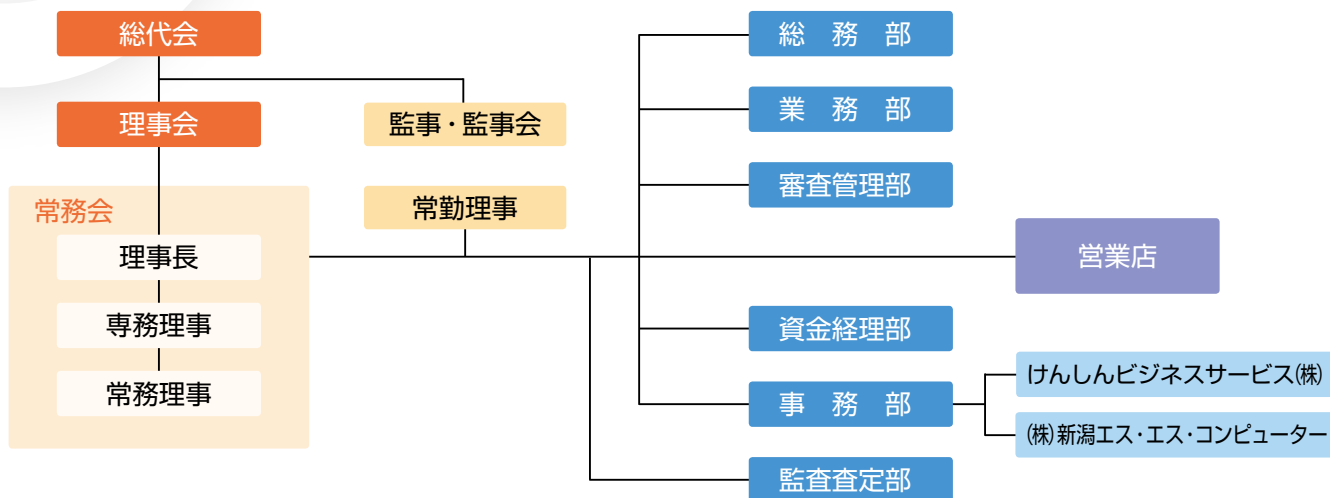 総代会
理事会
監事・監事会
常務会
常勤理事
理事長
専務理事
常務理事
総務部
業務部
審査管理部
営業店
資金経理部
事務部
けんしんビジネスサービス㈱
㈱新潟エス・エス・コンピューター
監査査定部